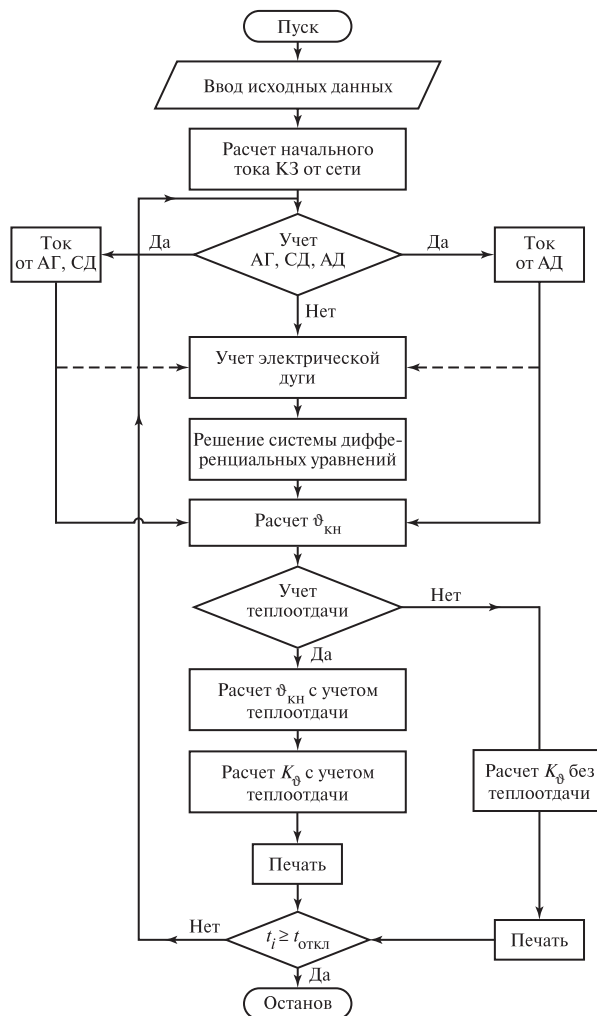 Пуск
Ввод исходных данных
Расчет начального
тока КЗ от сети
Ток
от АГ, СД
Да
Учет
АГ, СД, АД
Да
Ток
от АД
Нет
Учет электрической
дуги
Решение системы диффе-
ренциальных уравнений
Расчет ϑкн
Учет
теплоотдачи
Нет
Да
Расчет ϑкн с учетом
теплоотдачи
Расчет Kϑ с учетом
теплоотдачи
Расчет Kϑ без
теплоотдачи
Печать
Нет
ti ≥ tоткл
Печать
Да
Останов